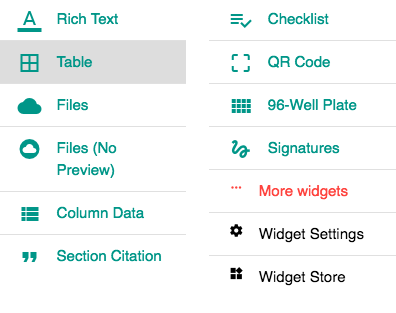 Rich Text
Table
Files
Files (No
Preview)
Column Data
Section Citation
Checklist
QR Code
96-Well Plate
Signatures
More widgets
Widget Settings
Widget Store